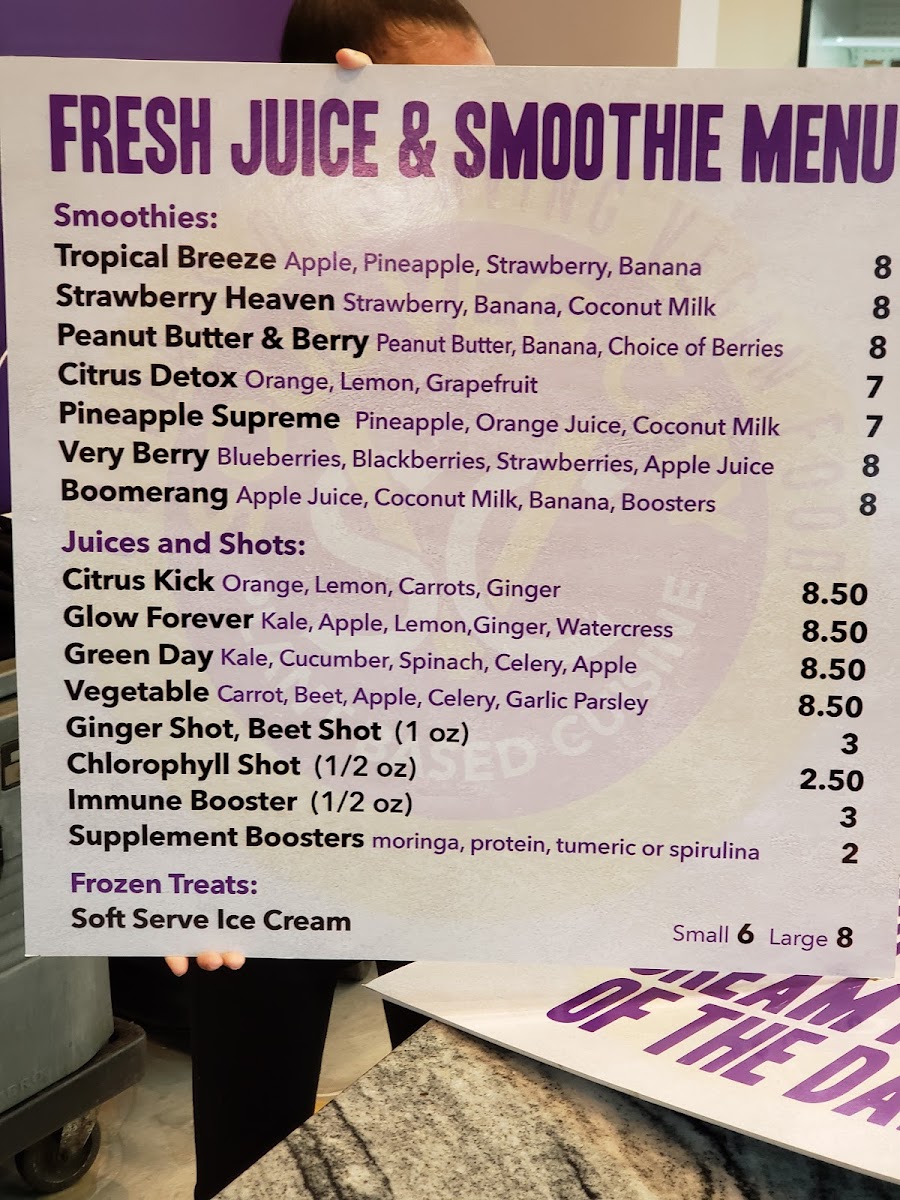 FRESH JUICE & SMOOTHIE MENU
Smoothies:
Tropical Breeze Apple, Pineapple, Strawberry, Banana 8
Strawberry Heaven Strawberry, Banana, Coconut Milk 8
Peanut Butter & Berry Peanut Butter, Banana, Choice of Berries 8
Citrus Detox Orange, Lemon, Grapefruit 7
Pineapple Supreme Pineapple, Orange Juice, Coconut Milk 7
Very Berry Blueberries, Blackberries, Strawberries, Apple Juice 8
Boomerang Apple Juice, Coconut Milk, Banana, Boosters 8
Juices and Shots:
Citrus Kick Orange, Lemon, Carrots, Ginger 8.50
Glow Forever Kale, Apple, Lemon,Ginger, Watercress 8.50
Green Day Kale, Cucumber, Spinach, Celery, Apple 8.50
Vegetable Carrot, Beet, Apple, Celery, Garlic Parsley 8.50
Ginger Shot, Beet Shot (1 oz) 3
Chlorophyll Shot (1/2 oz) 2.50
Immune Booster (1/2 oz) 3
Supplement Boosters moringa, protein, tumeric or spirulina 2
Frozen Treats:
Soft Serve Ice Cream Small 6 Large 8
VEGAN FOOD
BASED CUISINE
OF THE DA